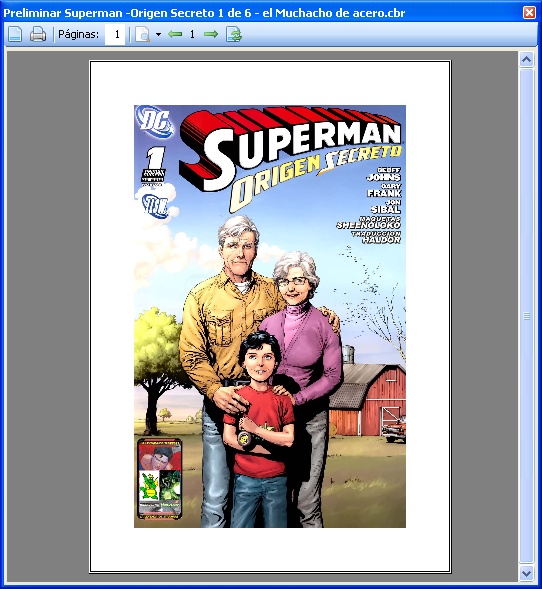 Preliminar Superman -Origen Secreto 1 de 6 - el Muchacho de acero.cbr
Páginas: 1
1
DC
SUPERMAN
ORIGEN SECRETO
1
GEOFF
JOHNS
GARY
FRANK
JON
SIBAL
MAQUETAS
SHEENOLOKO
TRADUCCION
HALDOR